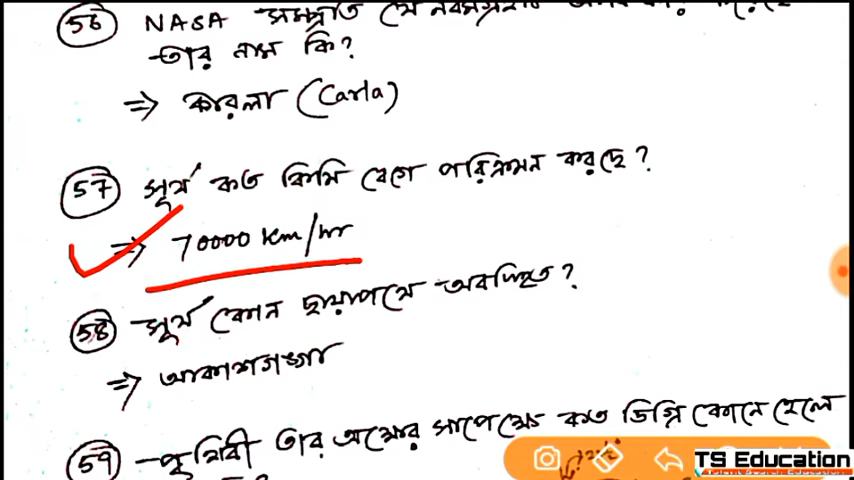 56 NASA সম্প্রতি যে
তার নাম কি?
⇒ কারলা (Carla)
57 সূর্য কত কিমি বেগে পরিক্রমন করছে?
⇒ 70000 km/hr
58 সূর্য কোন ছায়াপথে অবস্থিত?
⇒ আকাশগঙ্গা
59 পৃথিবী তার অক্ষের সাপেক্ষে কত ডিগ্রি কোনে হেলে
TS Education